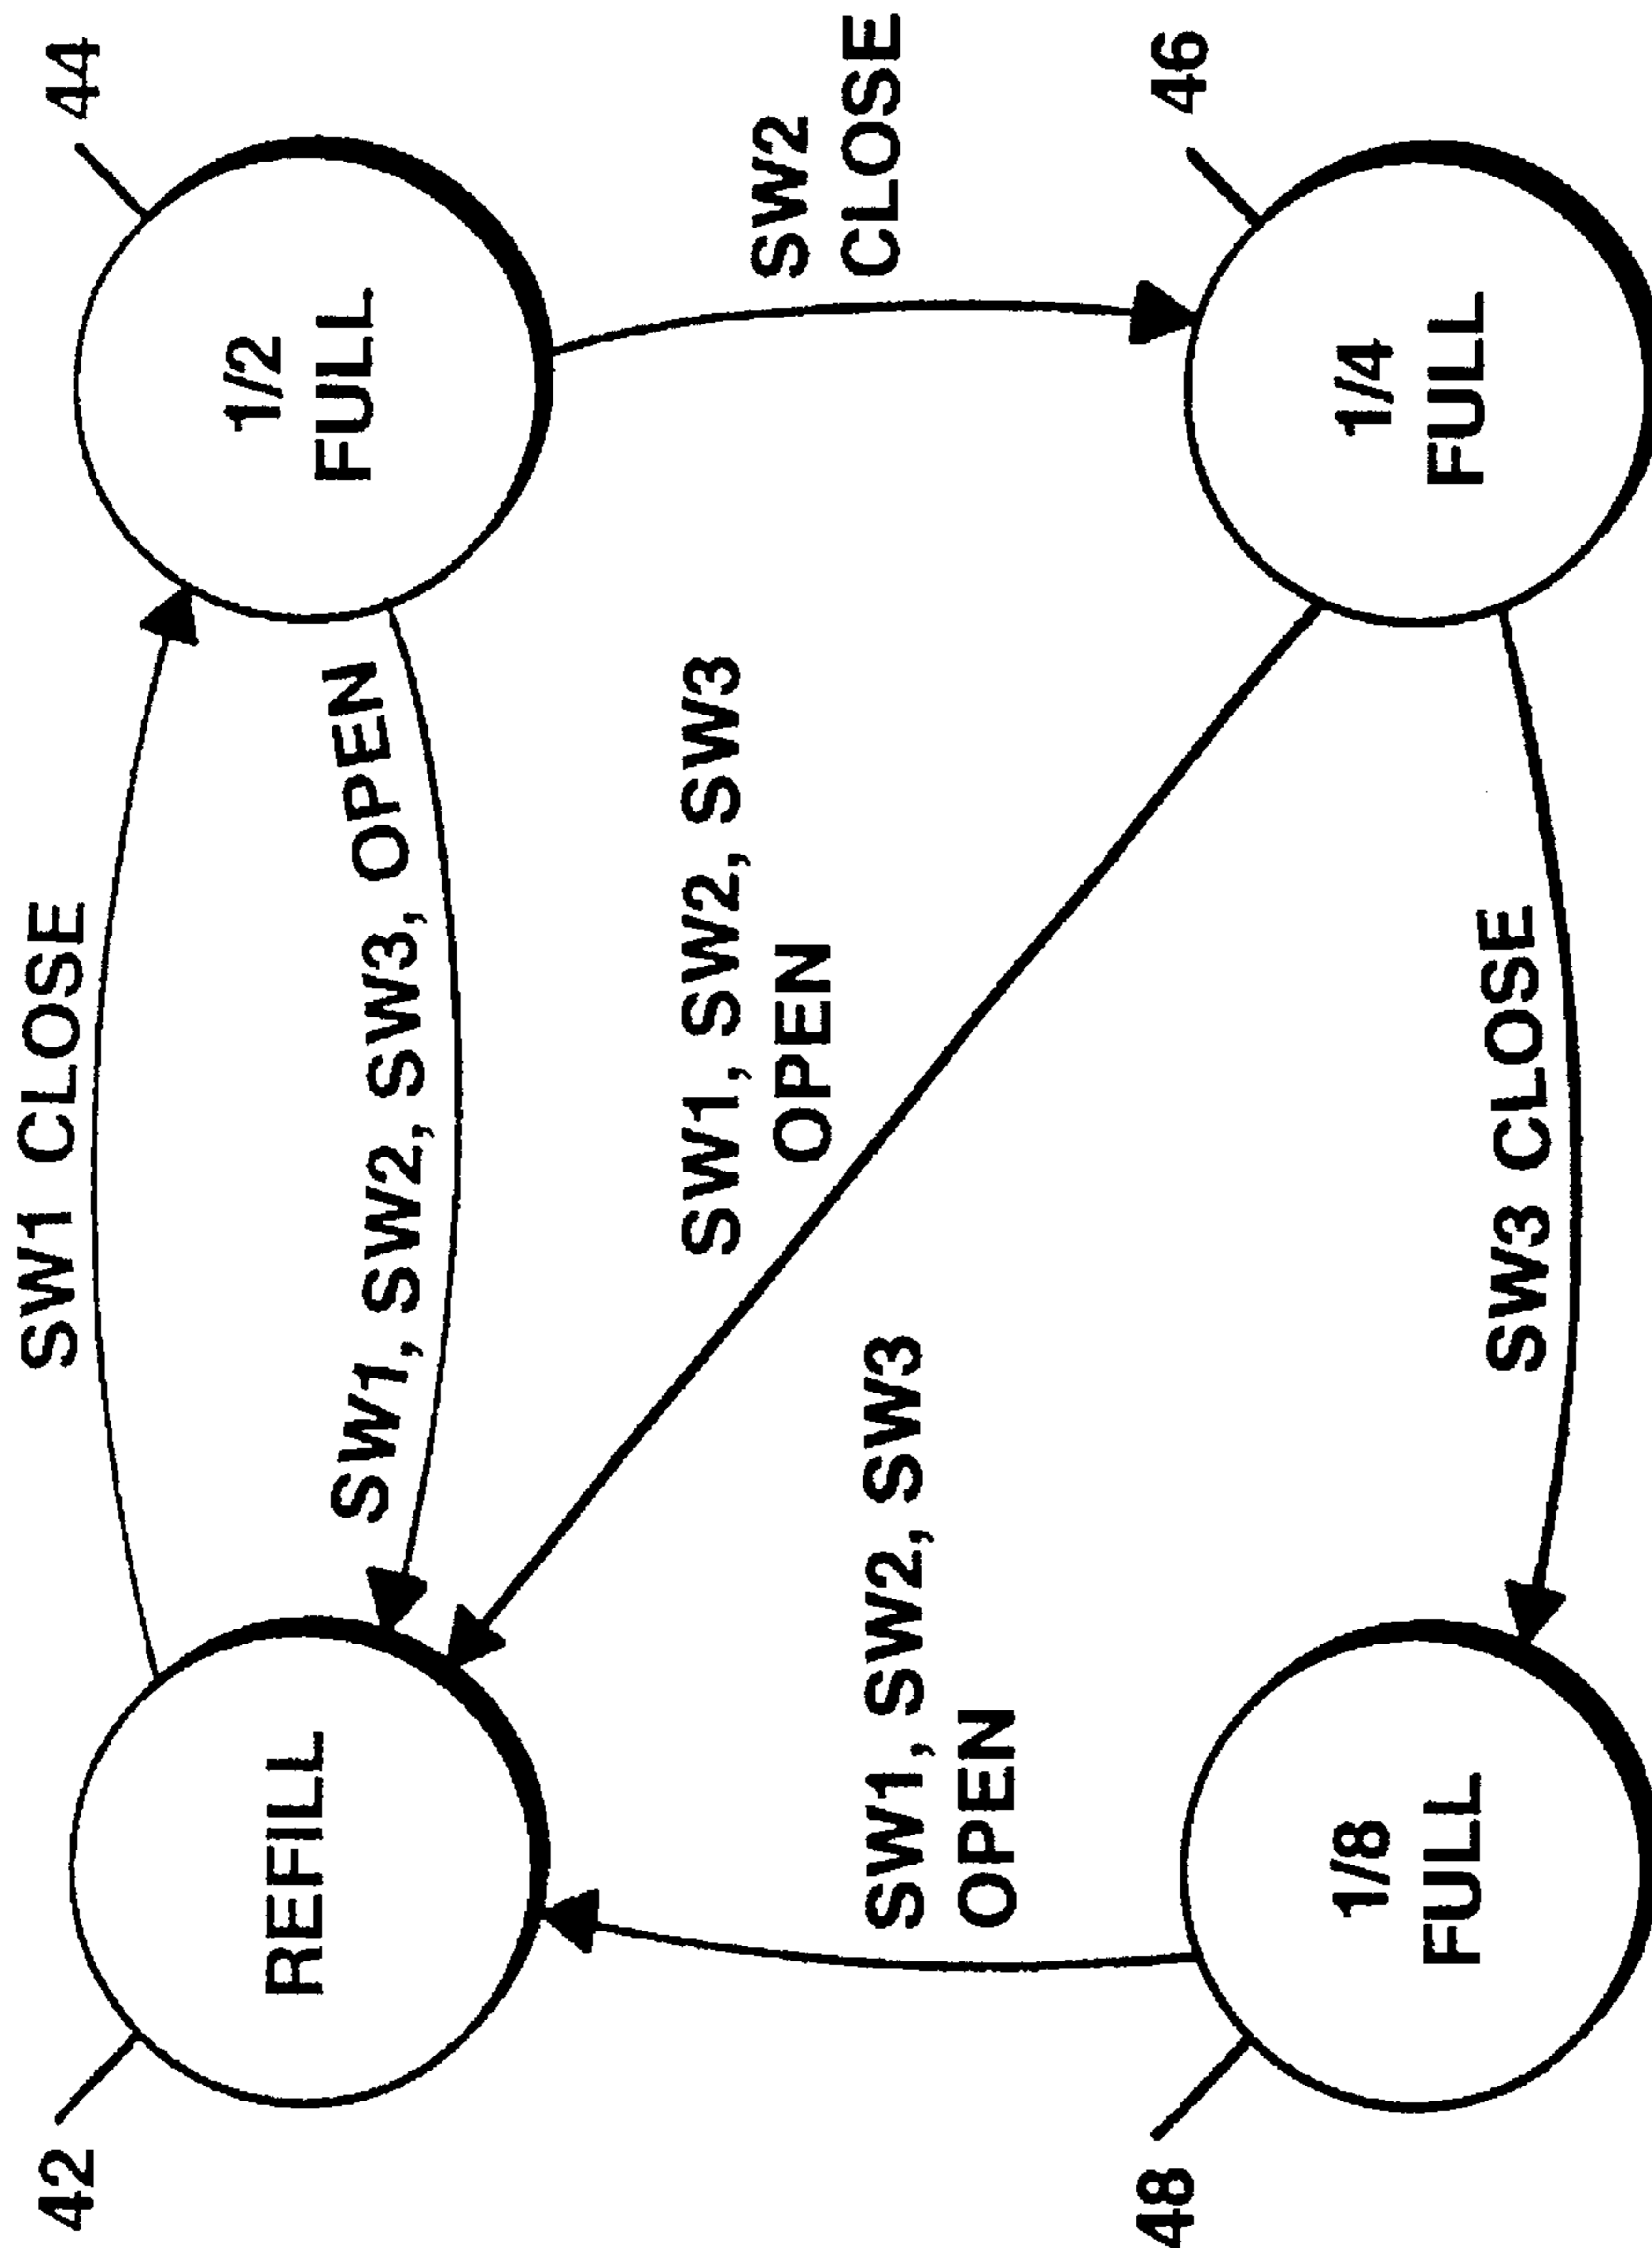 SW1 CLOSE
42
44
REFILL
1/2
FULL
SW1, SW2, SW3, OPEN
SW1, SW2, SW3
OPEN
SW2
CLOSE
SW1, SW2, SW3
OPEN
48
46
1/8
FULL
1/4
FULL
SW3 CLOSE